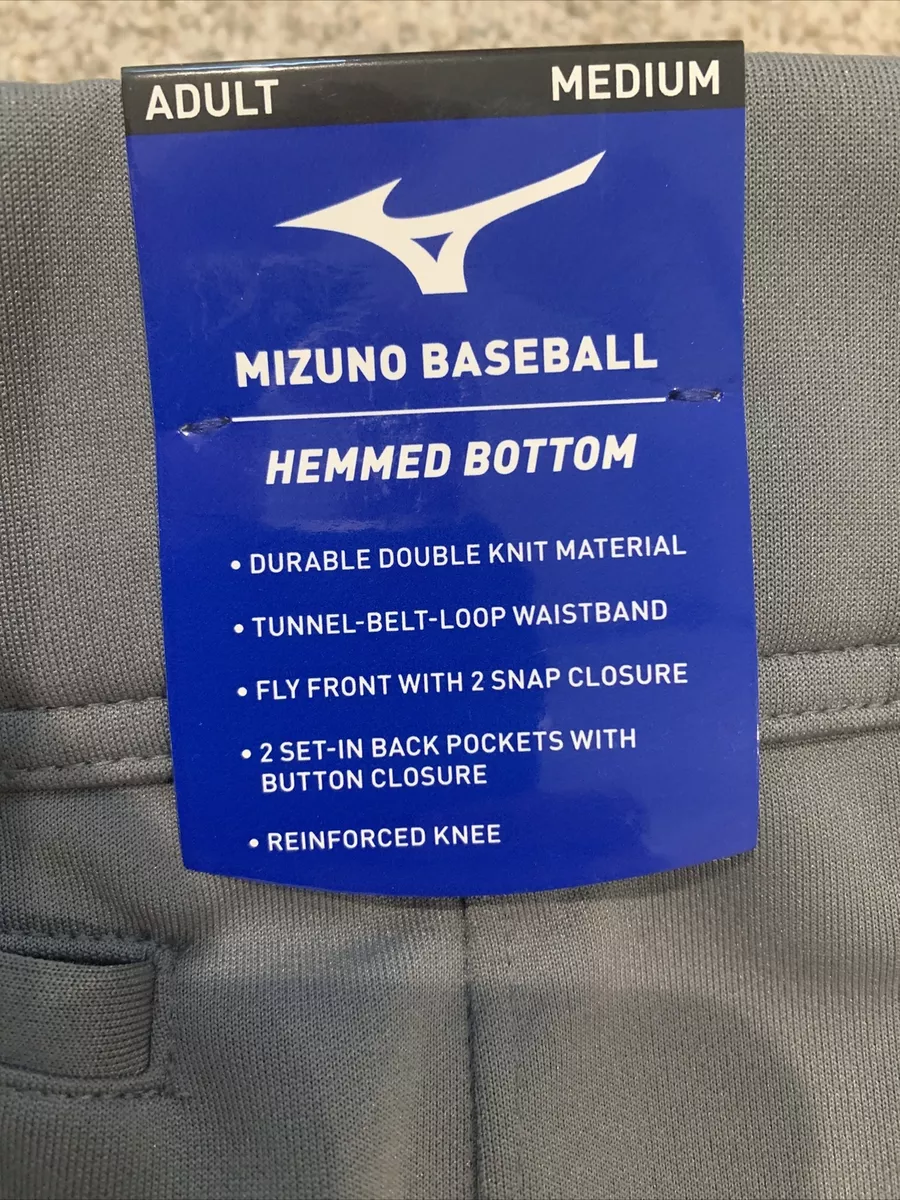 ADULT MEDIUM
MIZUNO BASEBALL
HEMMED BOTTOM
• DURABLE DOUBLE KNIT MATERIAL
• TUNNEL-BELT-LOOP WAISTBAND
• FLY FRONT WITH 2 SNAP CLOSURE
• 2 SET-IN BACK POCKETS WITH
BUTTON CLOSURE
• REINFORCED KNEE